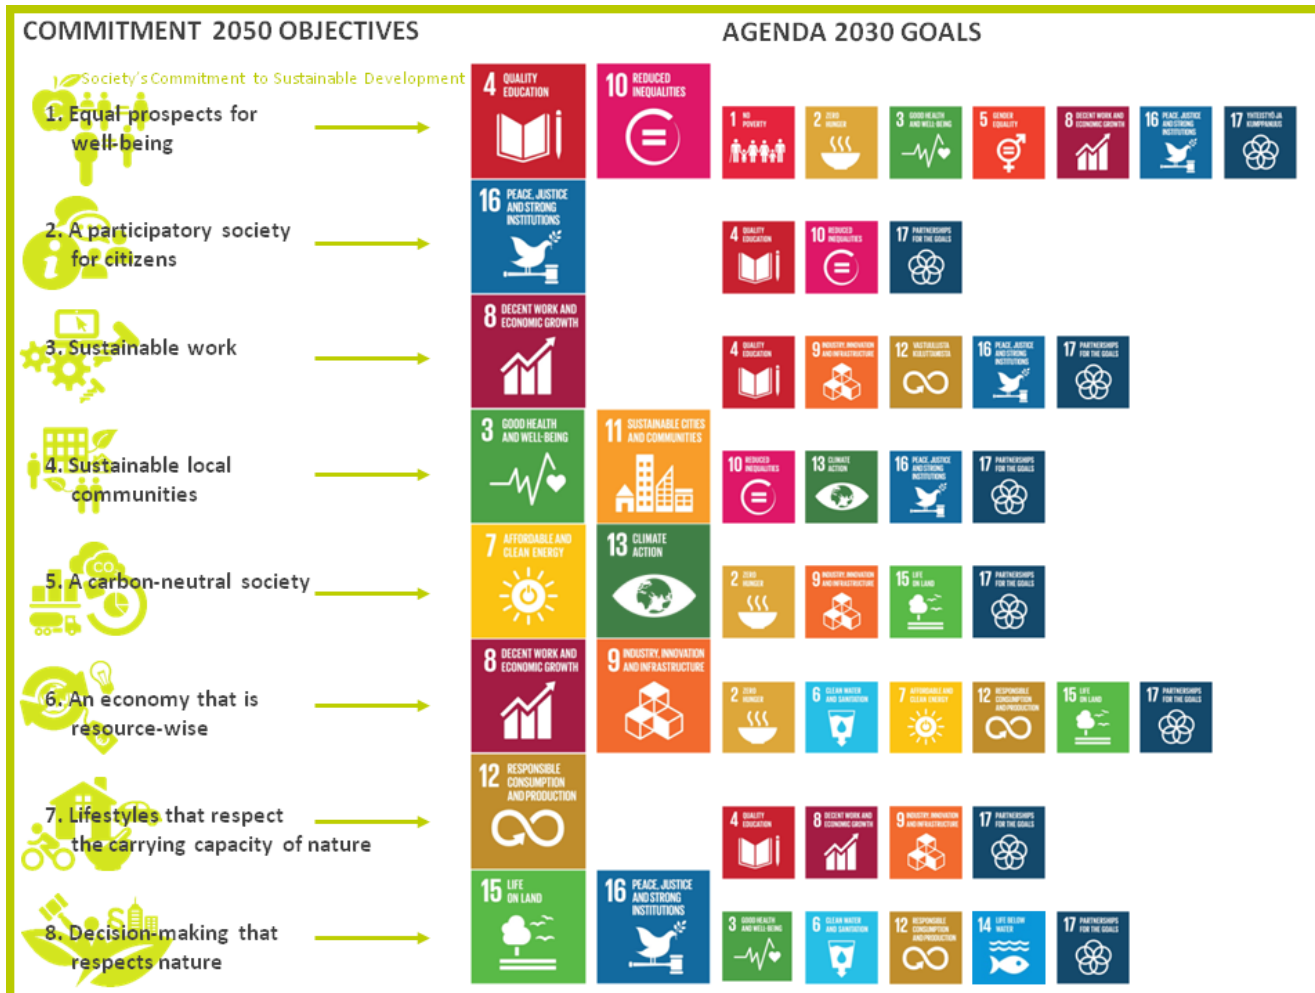 COMMITMENT 2050 OBJECTIVES
AGENDA 2030 GOALS
Society's Commitment to Sustainable Development
1. Equal prospects for
well-being
4 QUALITY
EDUCATION
10 REDUCED
INEQUALITIES
1 NO
POVERTY
2 ZERO
HUNGER
3 GOOD HEALTH
AND WELL-BEING
5 GENDER
EQUALITY
8 DECENT WORK AND
ECONOMIC GROWTH
16 PEACE, JUSTICE
AND STRONG
INSTITUTIONS
17 YHTEISTYÖ JA
KUMPPANUUS
2. A participatory society
for citizens
16 PEACE, JUSTICE
AND STRONG
INSTITUTIONS
4 QUALITY
EDUCATION
10 REDUCED
INEQUALITIES
17 PARTNERSHIPS
FOR THE GOALS
3. Sustainable work
8 DECENT WORK AND
ECONOMIC GROWTH
4 QUALITY
EDUCATION
9 INDUSTRY, INNOVATION
AND INFRASTRUCTURE
12 VASTUULLISTA
KULUTTAMISTA
16 PEACE, JUSTICE
AND STRONG
INSTITUTIONS
17 PARTNERSHIPS
FOR THE GOALS
4. Sustainable local
communities
3 GOOD HEALTH
AND WELL-BEING
11 SUSTAINABLE CITIES
AND COMMUNITIES
10 REDUCED
INEQUALITIES
13 CLIMATE
ACTION
16 PEACE, JUSTICE
AND STRONG
INSTITUTIONS
17 PARTNERSHIPS
FOR THE GOALS
CO
5. A carbon-neutral society
7 AFFORDABLE AND
CLEAN ENERGY
13 CLIMATE
ACTION
2 ZERO
HUNGER
9 INDUSTRY, INNOVATION
AND INFRASTRUCTURE
15 LIFE
ON LAND
17 PARTNERSHIPS
FOR THE GOALS
6. An economy that is
resource-wise
8 DECENT WORK AND
ECONOMIC GROWTH
9 INDUSTRY, INNOVATION
AND INFRASTRUCTURE
2 ZERO
HUNGER
6 CLEAN WATER
AND SANITATION
7 AFFORDABLE AND
CLEAN ENERGY
12 RESPONSIBLE
CONSUMPTION
AND PRODUCTION
15 LIFE
ON LAND
17 PARTNERSHIPS
FOR THE GOALS
7. Lifestyles that respect
the carrying capacity of nature
12 RESPONSIBLE
CONSUMPTION
AND PRODUCTION
4 QUALITY
EDUCATION
8 DECENT WORK AND
ECONOMIC GROWTH
9 INDUSTRY, INNOVATION
AND INFRASTRUCTURE
17 PARTNERSHIPS
FOR THE GOALS
8. Decision-making that
respects nature
15 LIFE
ON LAND
16 PEACE, JUSTICE
AND STRONG
INSTITUTIONS
3 GOOD HEALTH
AND WELL-BEING
6 CLEAN WATER
AND SANITATION
12 RESPONSIBLE
CONSUMPTION
AND PRODUCTION
14 LIFE BELOW
WATER
17 PARTNERSHIPS
FOR THE GOALS